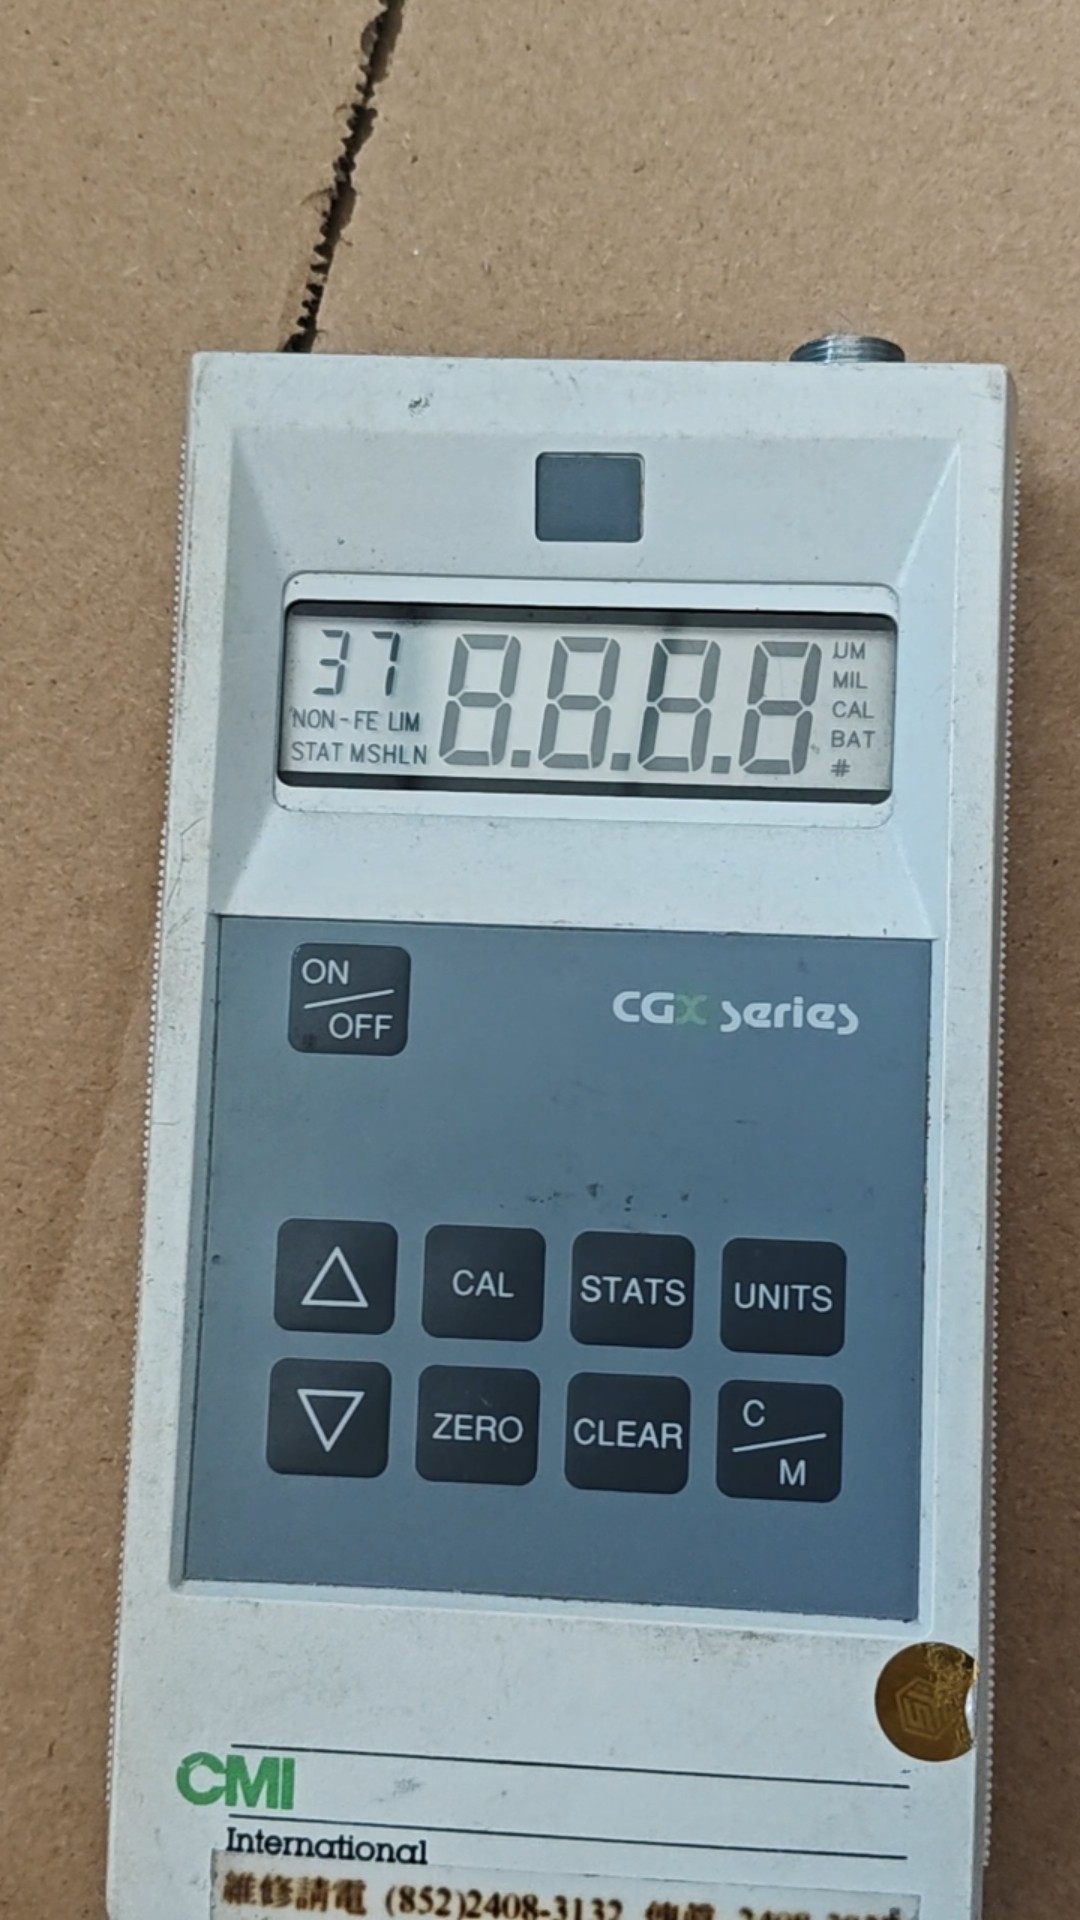 37
8.8.8.8
UM
MIL
CAL
BAT
#
NON-FE LIM
STAT MSHLN
ON
OFF
CGX series
CAL
STATS
UNITS
ZERO
CLEAR
C
M
CMI
International
維修請電 (852)2408-3132